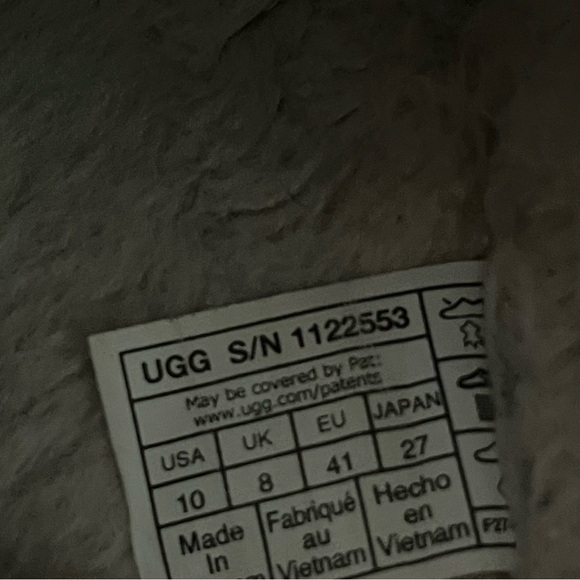 UGG S/N 1122553
May be covered by Pat:
www.ugg.com/patents
USA UK EU JAPAN
10 8 41 27
Made Fabriqué Hecho
In au en
Vietnam Vietnam